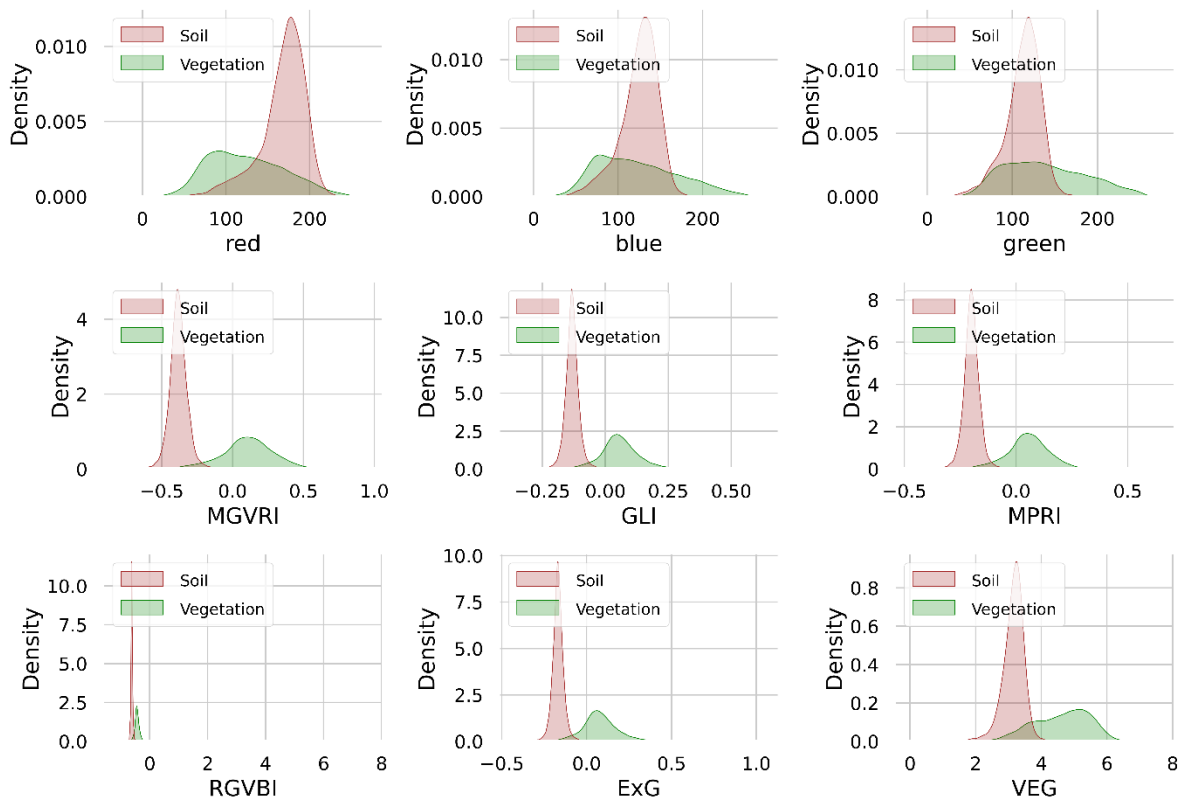 Density
0.010
0.005
0.000
Soil
Vegetation
0 100 200
red
Density
0.010
0.005
0.000
Soil
Vegetation
0 100 200
blue
Density
0.010
0.005
0.000
Soil
Vegetation
0 100 200
green
Density
4
2
0
Soil
Vegetation
−0.5 0.0 0.5 1.0
MGVRI
Density
10.0
7.5
5.0
2.5
0.0
Soil
Vegetation
−0.25 0.00 0.25 0.50
GLI
Density
8
6
4
2
0
Soil
Vegetation
−0.5 0.0 0.5
MPRI
Density
10.0
7.5
5.0
2.5
0.0
Soil
Vegetation
0 2 4 6 8
RGVBI
Density
10.0
7.5
5.0
2.5
0.0
Soil
Vegetation
−0.5 0.0 0.5 1.0
ExG
Density
0.8
0.6
0.4
0.2
0.0
Soil
Vegetation
0 2 4 6 8
VEG